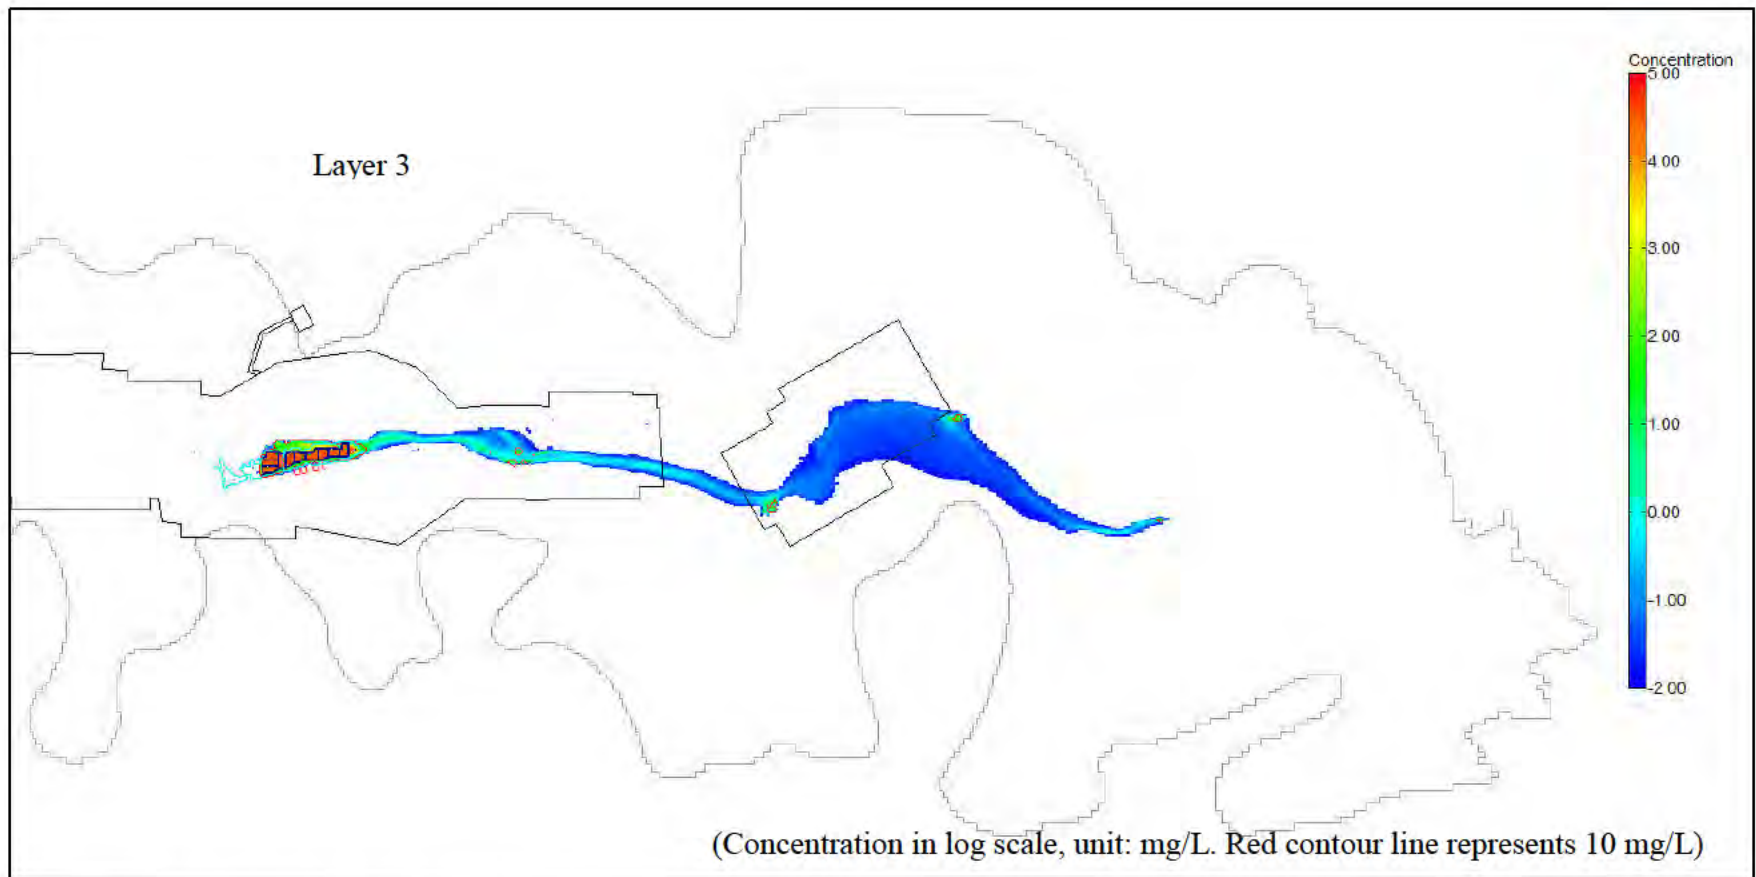 Concentration
5.00
Layer 3
4.00
3.00
2.00
1.00
0.00
-1.00
-2.00
(Concentration in log scale, unit: mg/L. Red contour line represents 10 mg/L)